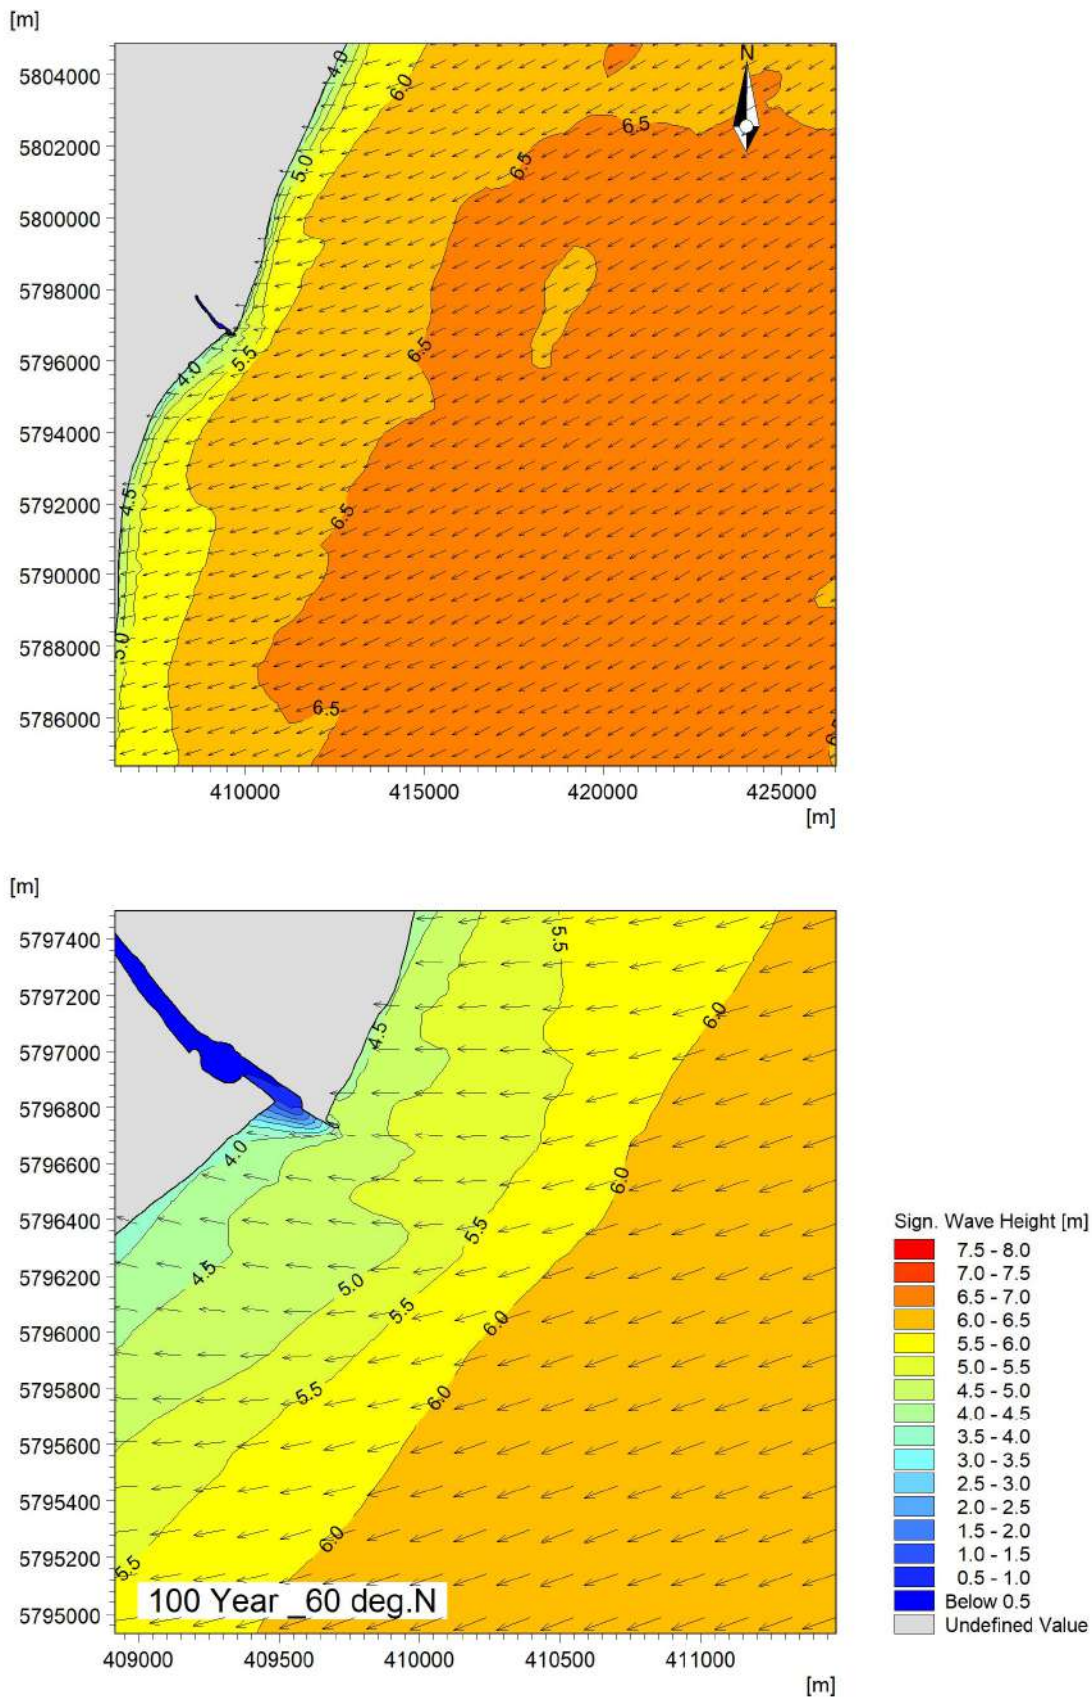 [m]
5804000
5802000
5800000
5798000
5796000
5794000
5792000
5790000
5788000
5786000
N
4.0
6.0
6.5
5.0
6.5
6.5
5.5
4.0
4.5
6.5
5.0
6.5
6.5
410000 415000 420000 425000
[m]
[m]
5797400
5797200
5797000
5796800
5796600
5796400
5796200
5796000
5795800
5795600
5795400
5795200
5795000
5.5
6.0
4.5
4.0
6.0
5.5
4.5
5.0
5.5
6.0
5.5
6.0
6.0
5.5
100 Year _60 deg.N
409000 409500 410000 410500 411000
[m]
Sign. Wave Height [m]
7.5 - 8.0
7.0 - 7.5
6.5 - 7.0
6.0 - 6.5
5.5 - 6.0
5.0 - 5.5
4.5 - 5.0
4.0 - 4.5
3.5 - 4.0
3.0 - 3.5
2.5 - 3.0
2.0 - 2.5
1.5 - 2.0
1.0 - 1.5
0.5 - 1.0
Below 0.5
Undefined Value